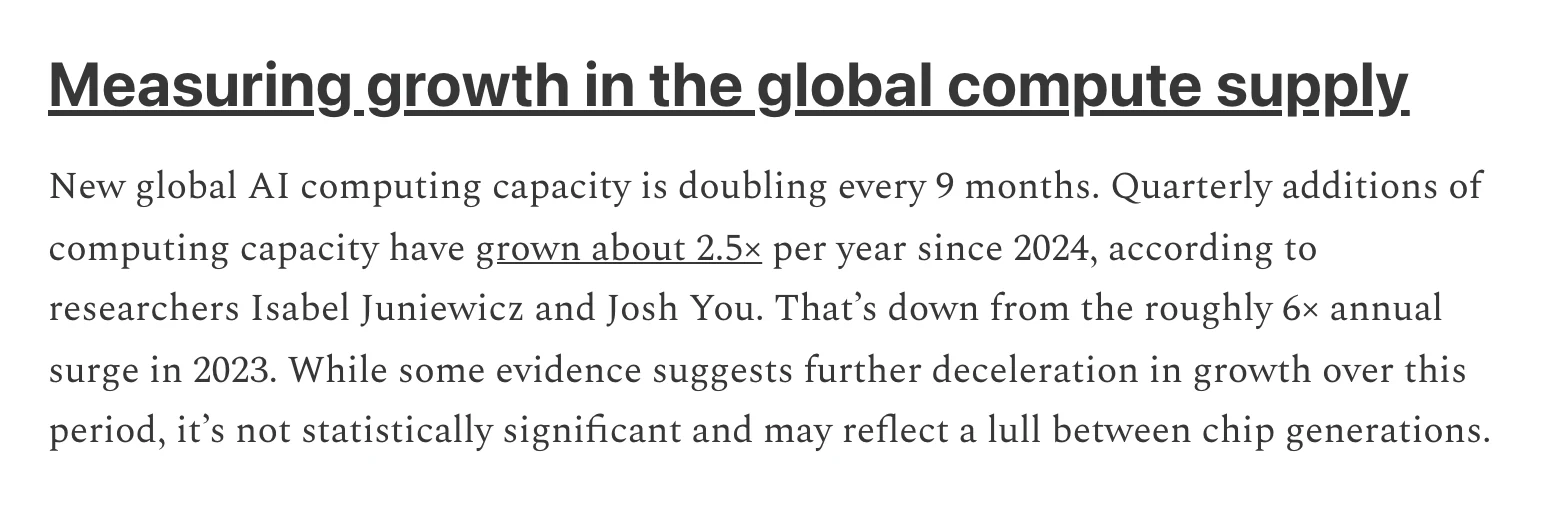 Measuring growth in the global compute supply
New global AI computing capacity is doubling every 9 months. Quarterly additions of
computing capacity have grown about 2.5× per year since 2024, according to
researchers Isabel Juniewicz and Josh You. That’s down from the roughly 6× annual
surge in 2023. While some evidence suggests further deceleration in growth over this
period, it’s not statistically significant and may reflect a lull between chip generations.